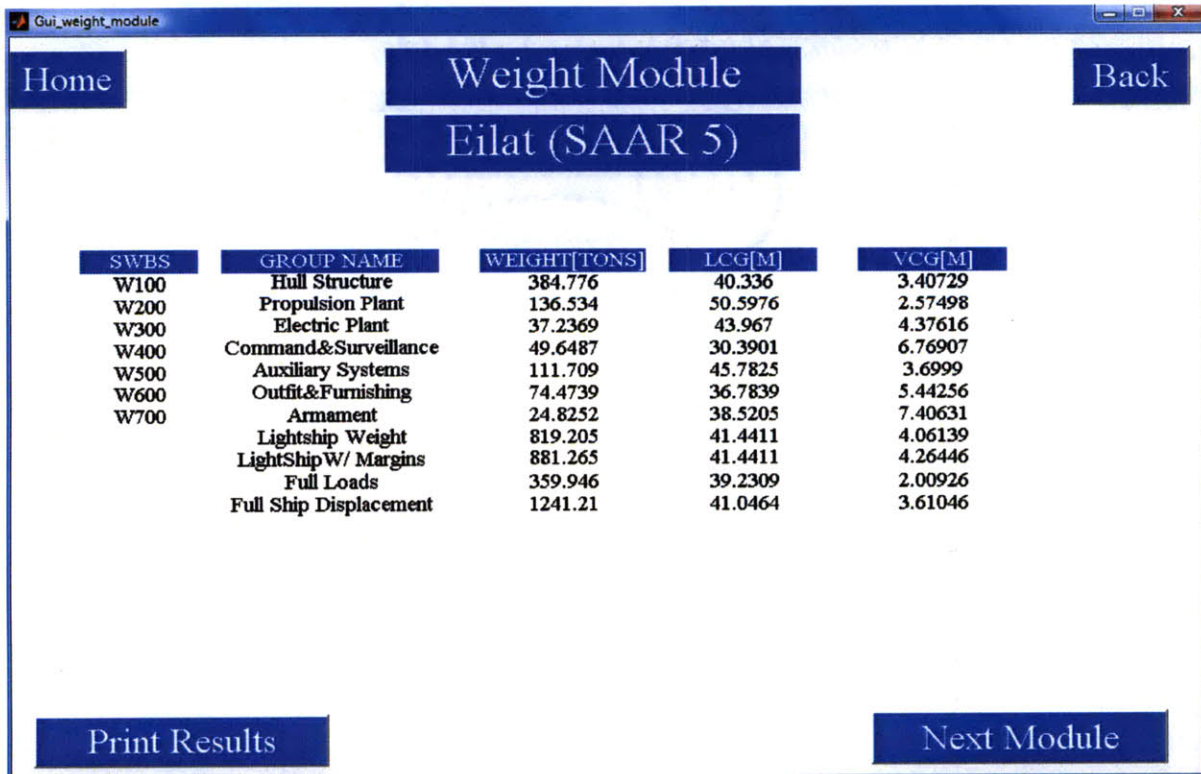 Gui_weight_module
Home
Weight Module
Back
Eilat (SAAR 5)
SWBS GROUP NAME WEIGHT[TONS] LCG[M] VCG[M]
W100 Hull Structure 384.776 40.336 3.40729
W200 Propulsion Plant 136.534 50.5976 2.57498
W300 Electric Plant 37.2369 43.967 4.37616
W400 Command&Surveillance 49.6487 30.3901 6.76907
W500 Auxiliary Systems 111.709 45.7825 3.6999
W600 Outfit&Furnishing 74.4739 36.7839 5.44256
W700 Armament 24.8252 38.5205 7.40631
Lightship Weight 819.205 41.4411 4.06139
LightShipW/ Margins 881.265 41.4411 4.26446
Full Loads 359.946 39.2309 2.00926
Full Ship Displacement 1241.21 41.0464 3.61046
Print Results
Next Module